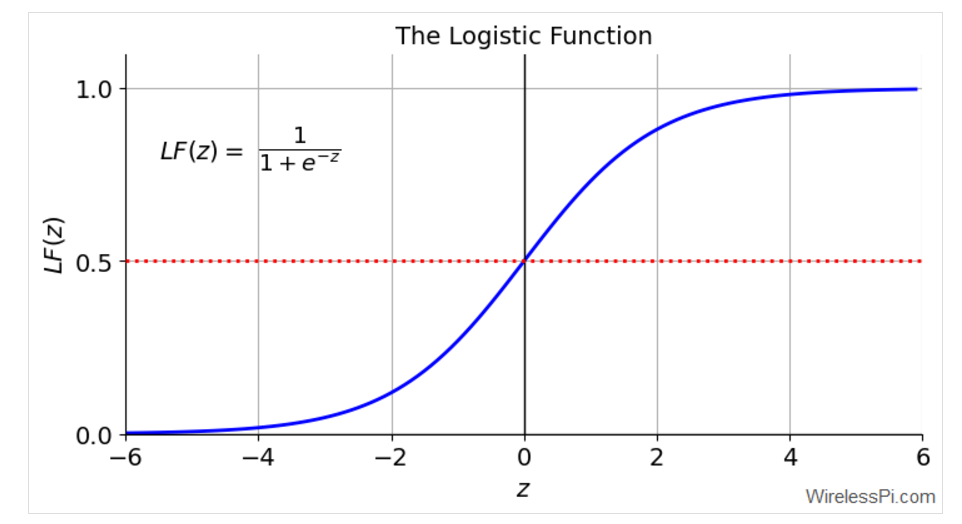 The Logistic Function
1.0
LF(z) = 1 / (1 + e^−z)
LF(z)
0.5
0.0
−6 −4 −2 0 2 4 6
z
WirelessPi.com